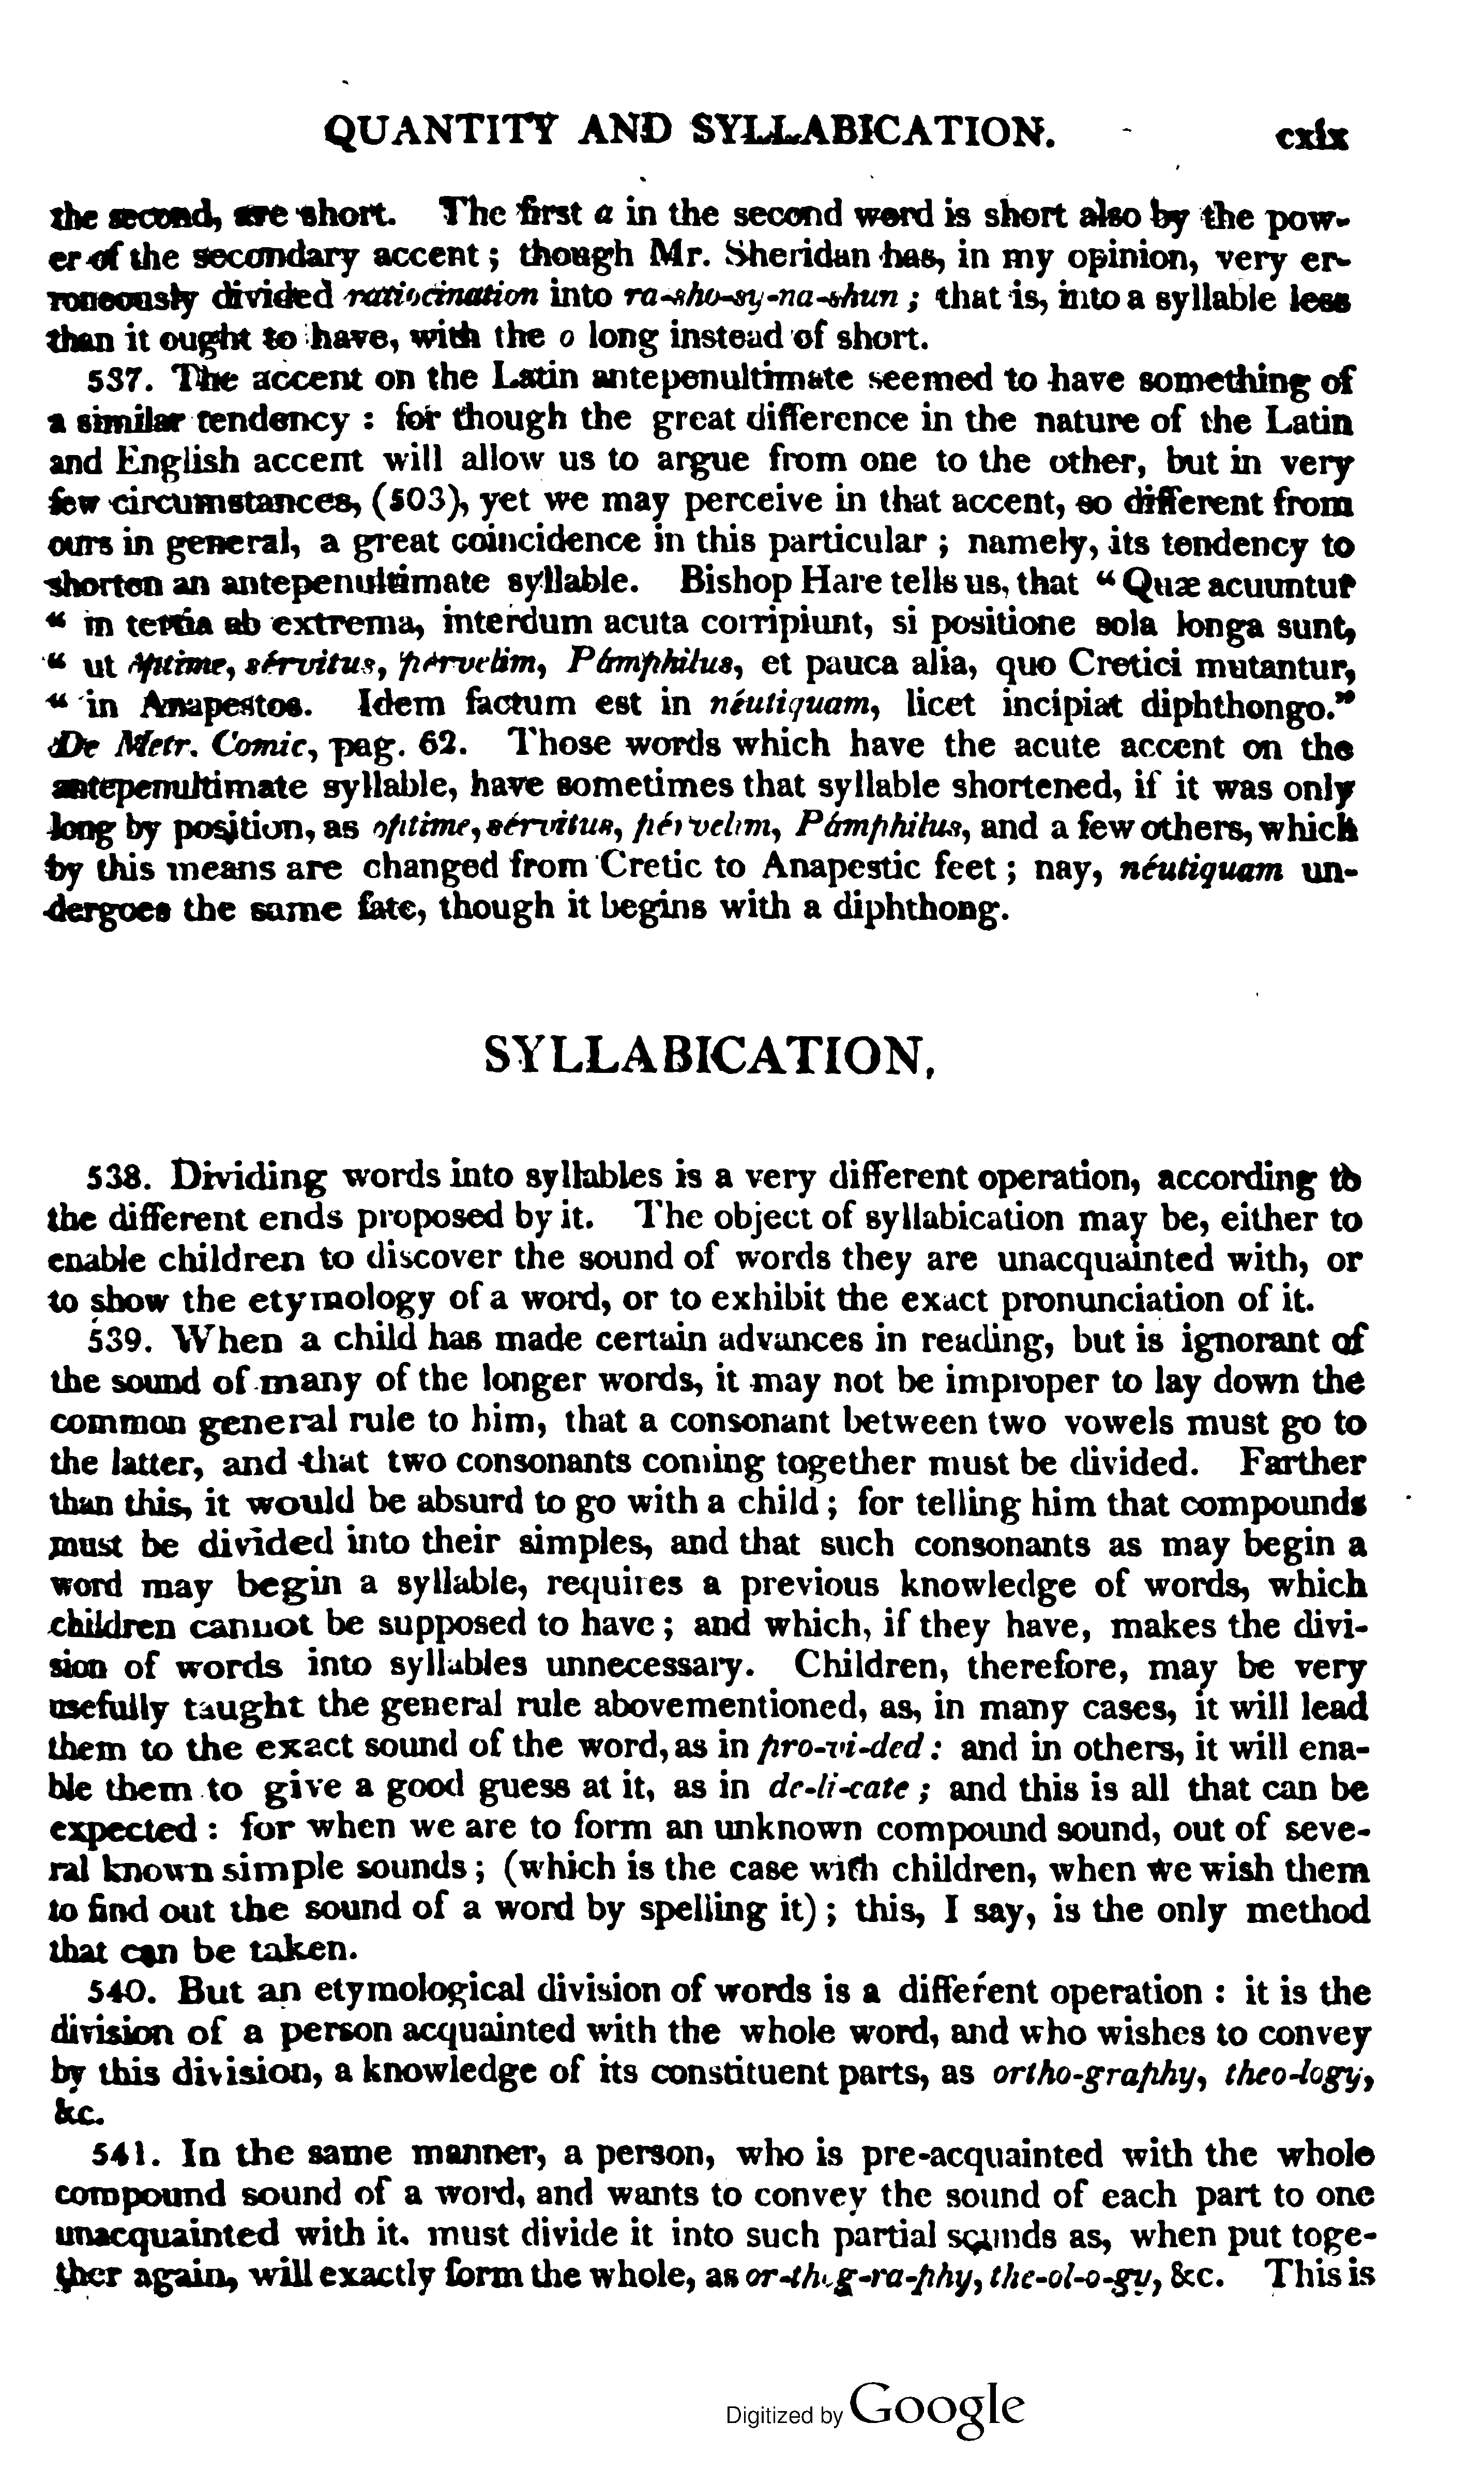 QUANTITY AND SYLLABICATION. cxix
the second, are short. The first a in the second word is short also by the pow-
er of the secondary accent ; though Mr. Sheridan has, in my opinion, very er-
roneously divided ratiocination into ra-sho-sy-na-shun ; that is, into a syllable less
than it ought to have, with the o long instead of short.
537. The accent on the Latin antepenultimate seemed to have something of
a similar tendency : for though the great difference in the nature of the Latin
and English accent will allow us to argue from one to the other, but in very
few circumstances, (503), yet we may perceive in that accent, so different from
ours in general, a great coincidence in this particular ; namely, its tendency to
shorten an antepenultimate syllable. Bishop Hare tells us, that “ Quæ acuuntur
“ in tertia ab extrema, interdum acuta corripiunt, si positione sola longa sunt,
“ ut óptime, sérvitus, pérvelim, Pámphilus, et pauca alia, quo Cretici mutantur,
“ in Anapestos. Idem factum est in néutiquam, licet incipiat diphthongo.”
De Metr. Comic, pag. 62. Those words which have the acute accent on the
antepenultimate syllable, have sometimes that syllable shortened, if it was only
long by position, as optime, sérvitus, pérvelim, Pámphilus, and a few others, which
by this means are changed from Cretic to Anapestic feet ; nay, néutiquam un-
dergoes the same fate, though it begins with a diphthong.
SYLLABICATION,
538. Dividing words into syllables is a very different operation, according to
the different ends proposed by it. The object of syllabication may be, either to
enable children to discover the sound of words they are unacquainted with, or
to show the etymology of a word, or to exhibit the exact pronunciation of it.
539. When a child has made certain advances in reading, but is ignorant of
the sound of many of the longer words, it may not be improper to lay down the
common general rule to him, that a consonant between two vowels must go to
the latter, and that two consonants coming together must be divided. Farther
than this, it would be absurd to go with a child ; for telling him that compounds
must be divided into their simples, and that such consonants as may begin a
word may begin a syllable, requires a previous knowledge of words, which
children cannot be supposed to have ; and which, if they have, makes the divi-
sion of words into syllables unnecessary. Children, therefore, may be very
usefully taught the general rule abovementioned, as, in many cases, it will lead
them to the exact sound of the word, as in pro-vi-ded : and in others, it will ena-
ble them to give a good guess at it, as in de-li-cate ; and this is all that can be
expected : for when we are to form an unknown compound sound, out of seve-
ral known simple sounds ; (which is the case with children, when we wish them
to find out the sound of a word by spelling it) ; this, I say, is the only method
that can be taken.
540. But an etymological division of words is a different operation : it is the
division of a person acquainted with the whole word, and who wishes to convey
by this division, a knowledge of its constituent parts, as ortho-graphy, theo-logy,
&c.
541. In the same manner, a person, who is pre-acquainted with the whole
compound sound of a word, and wants to convey the sound of each part to one
unacquainted with it. must divide it into such partial sounds as, when put toge-
ther again, will exactly form the whole, as or-thog-ra-phy, the-ol-o-gy, &c. This is
Digitized by Google